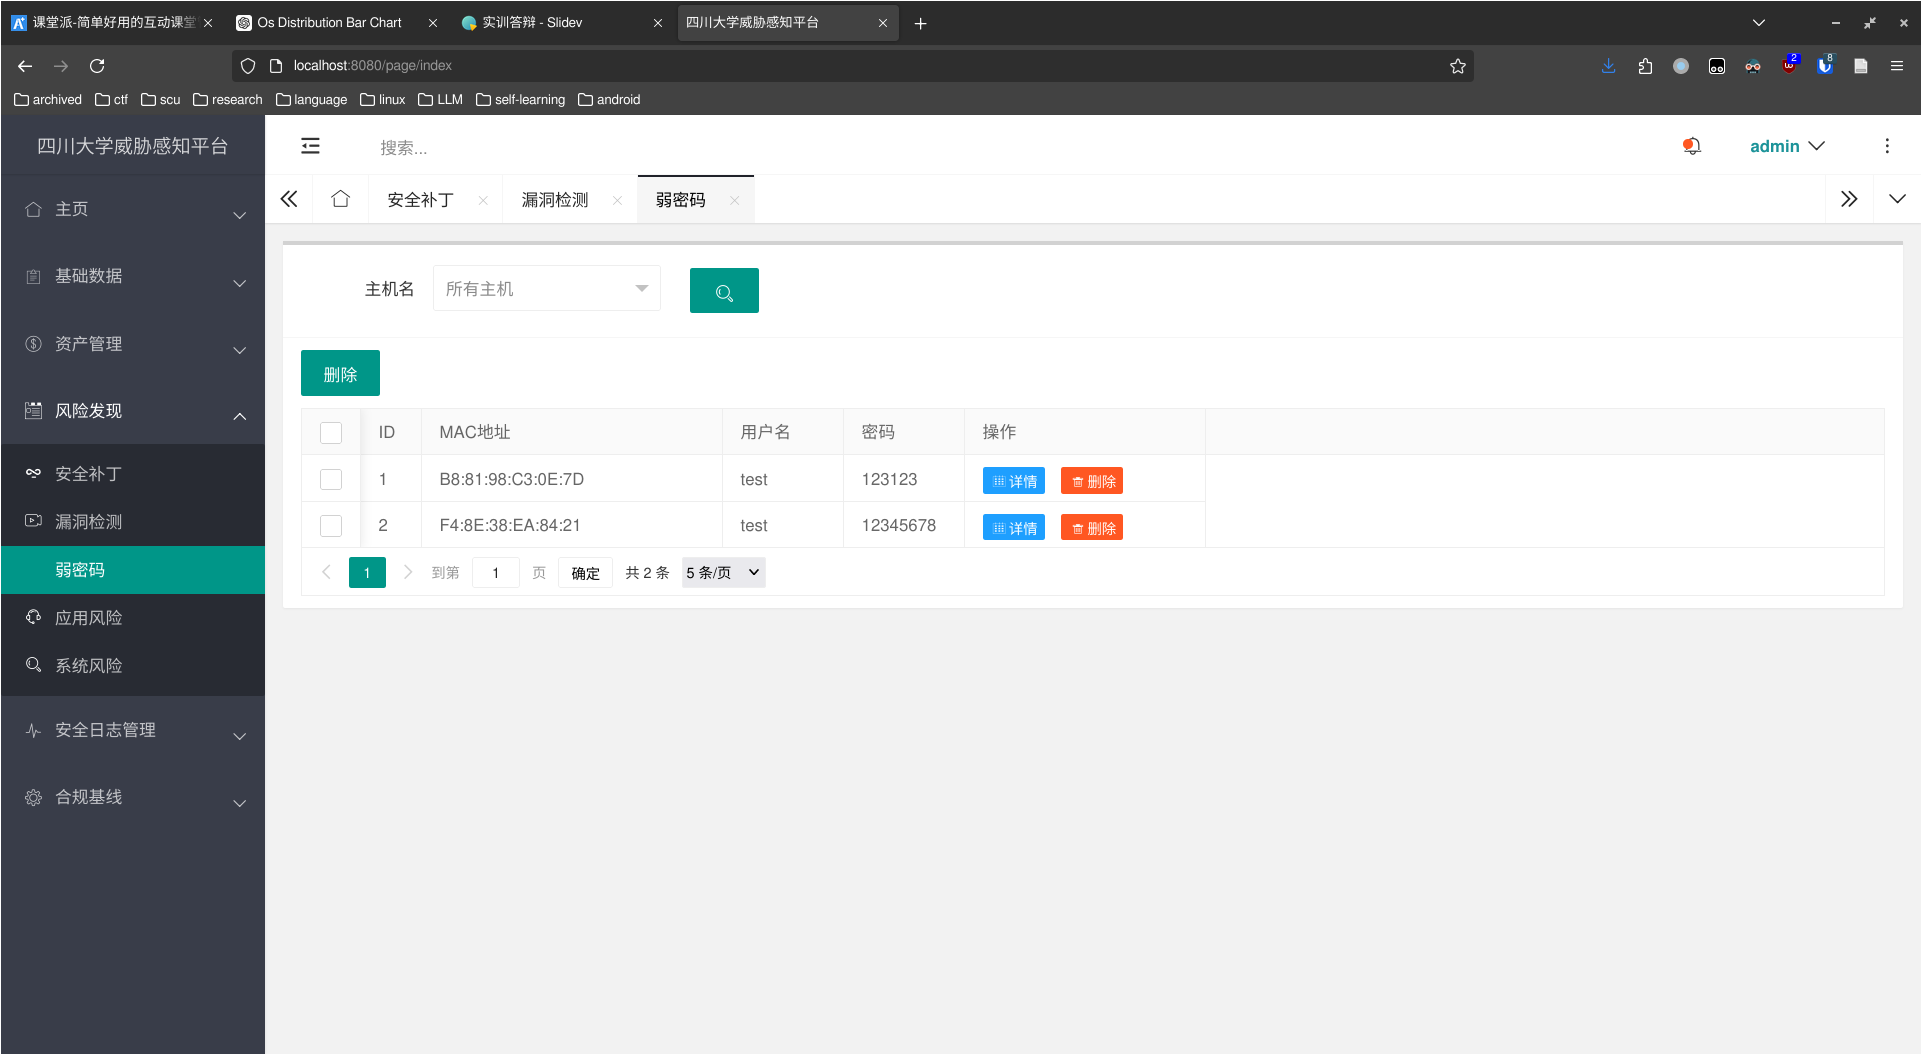 课堂派-简单好用的互动课堂
Os Distribution Bar Chart
实训答辩 - Slidev
四川大学威胁感知平台
localhost:8080/page/index
2
8
archived
ctf
scu
research
language
linux
LLM
self-learning
android
四川大学威胁感知平台
搜索...
admin
安全补丁
漏洞检测
弱密码
主页
基础数据
资产管理
风险发现
安全补丁
漏洞检测
弱密码
应用风险
系统风险
安全日志管理
合规基线
主机名
所有主机
删除
ID MAC地址 用户名 密码 操作
1 B8:81:98:C3:0E:7D test 123123 详情 删除
2 F4:8E:38:EA:84:21 test 12345678 详情 删除
1 到第 1 页 确定 共 2 条 5 条/页